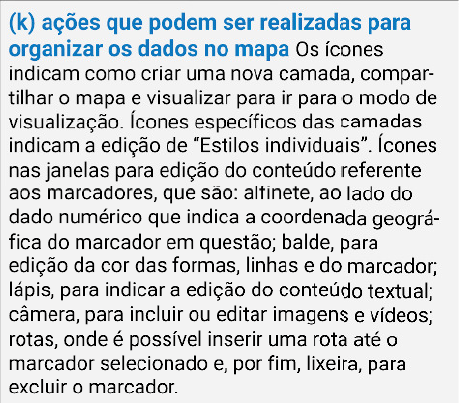 (k) ações que podem ser realizadas para
organizar os dados no mapa Os ícones
indicam como criar uma nova camada, compar-
tilhar o mapa e visualizar para ir para o modo de
visualização. Ícones específicos das camadas
indicam a edição de “Estilos individuais”. Ícones
nas janelas para edição do conteúdo referente
aos marcadores, que são: alfinete, ao lado do
dado numérico que indica a coordenada geográ-
fica do marcador em questão; balde, para
edição da cor das formas, linhas e do marcador;
lápis, para indicar a edição do conteúdo textual;
câmera, para incluir ou editar imagens e vídeos;
rotas, onde é possível inserir uma rota até o
marcador selecionado e, por fim, lixeira, para
excluir o marcador.